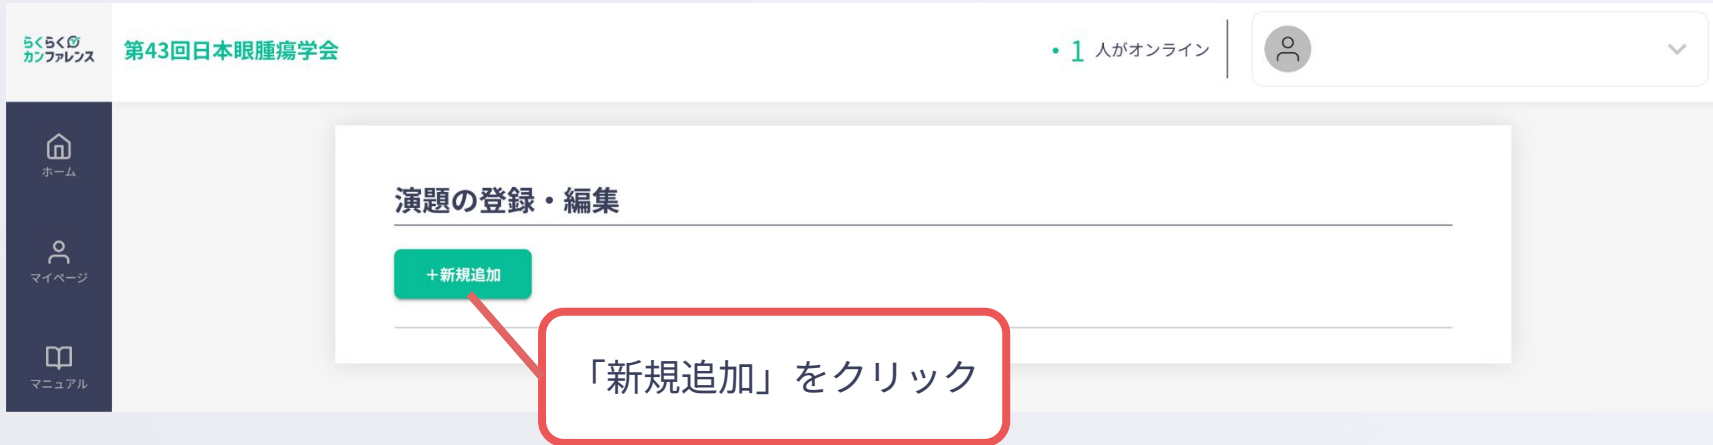 らくらく
カンファレンス
第43回日本眼腫瘍学会
・1 人がオンライン
ホーム
マイページ
マニュアル
演題の登録・編集
＋新規追加
「新規追加」をクリック